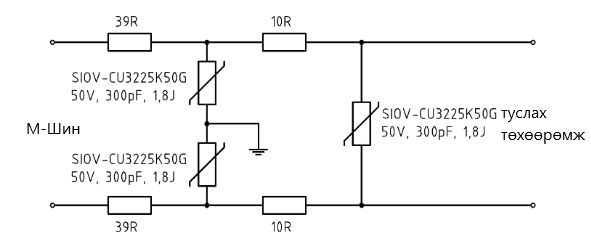 39R
10R
SIOV-CU3225K50G
50V, 300pF, 1,8J
М-Шин
SIOV-CU3225K50G туслах
50V, 300pF, 1,8J төхөөрөмж
SIOV-CU3225K50G
50V, 300pF, 1,8J
39R
10R